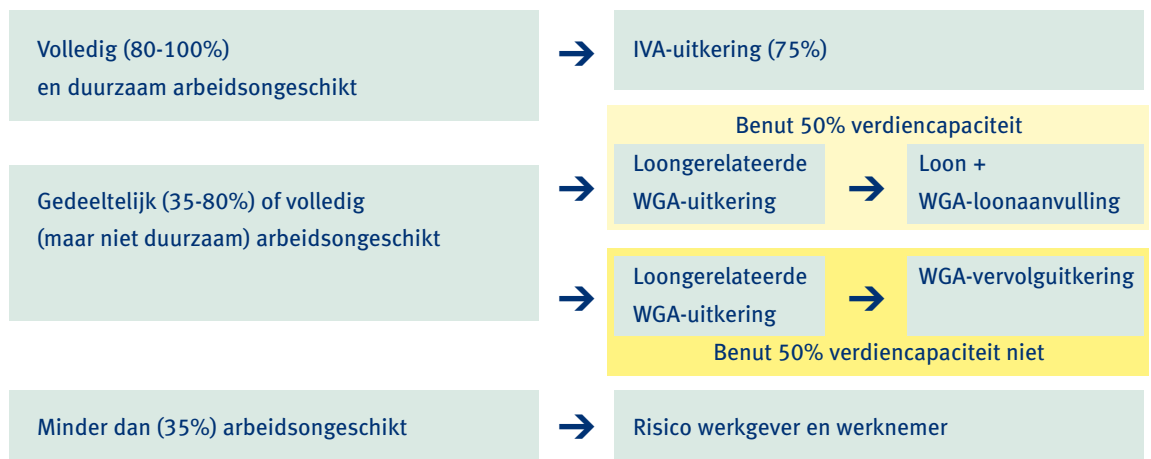 Volledig (80-100%)
en duurzaam arbeidsongeschikt
IVA-uitkering (75%)
Gedeeltelijk (35-80%) of volledig
(maar niet duurzaam) arbeidsongeschikt
Benut 50% verdiencapaciteit
Loongerelateerde
WGA-uitkering
Loon +
WGA-loonaanvulling
Loongerelateerde
WGA-uitkering
WGA-vervolguitkering
Benut 50% verdiencapaciteit niet
Minder dan (35%) arbeidsongeschikt
Risico werkgever en werknemer